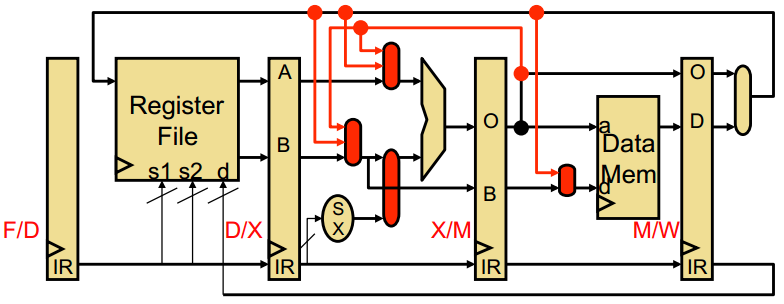 Register
File
s1 s2 d
F/D
IR
A
B
S
X
D/X
IR
O
B
X/M
IR
a
Data
Mem
d
O
D
M/W
IR